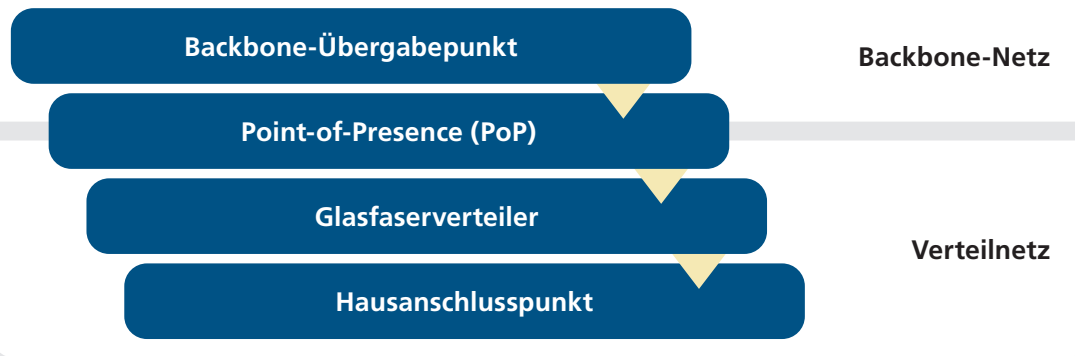 Backbone-Übergabepunkt
Backbone-Netz
Point-of-Presence (PoP)
Glasfaserverteiler
Verteilnetz
Hausanschlusspunkt